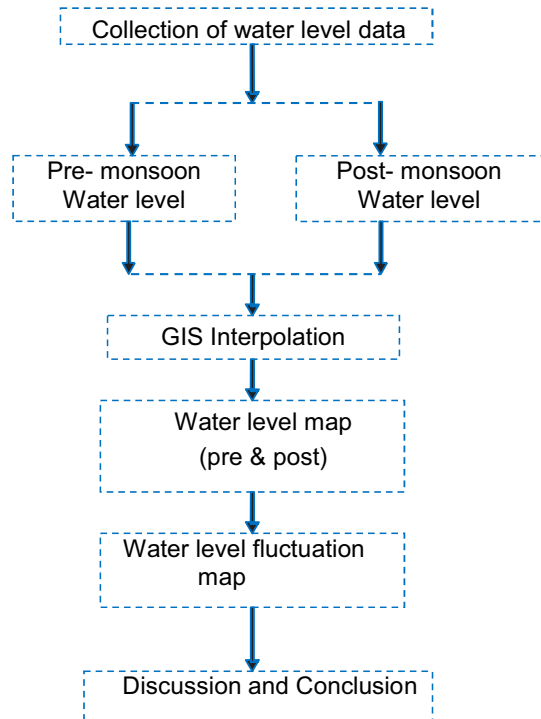 Collection of water level data
Pre- monsoon
Water level
Post- monsoon
Water level
GIS Interpolation
Water level map
(pre & post)
Water level fluctuation
map
Discussion and Conclusion